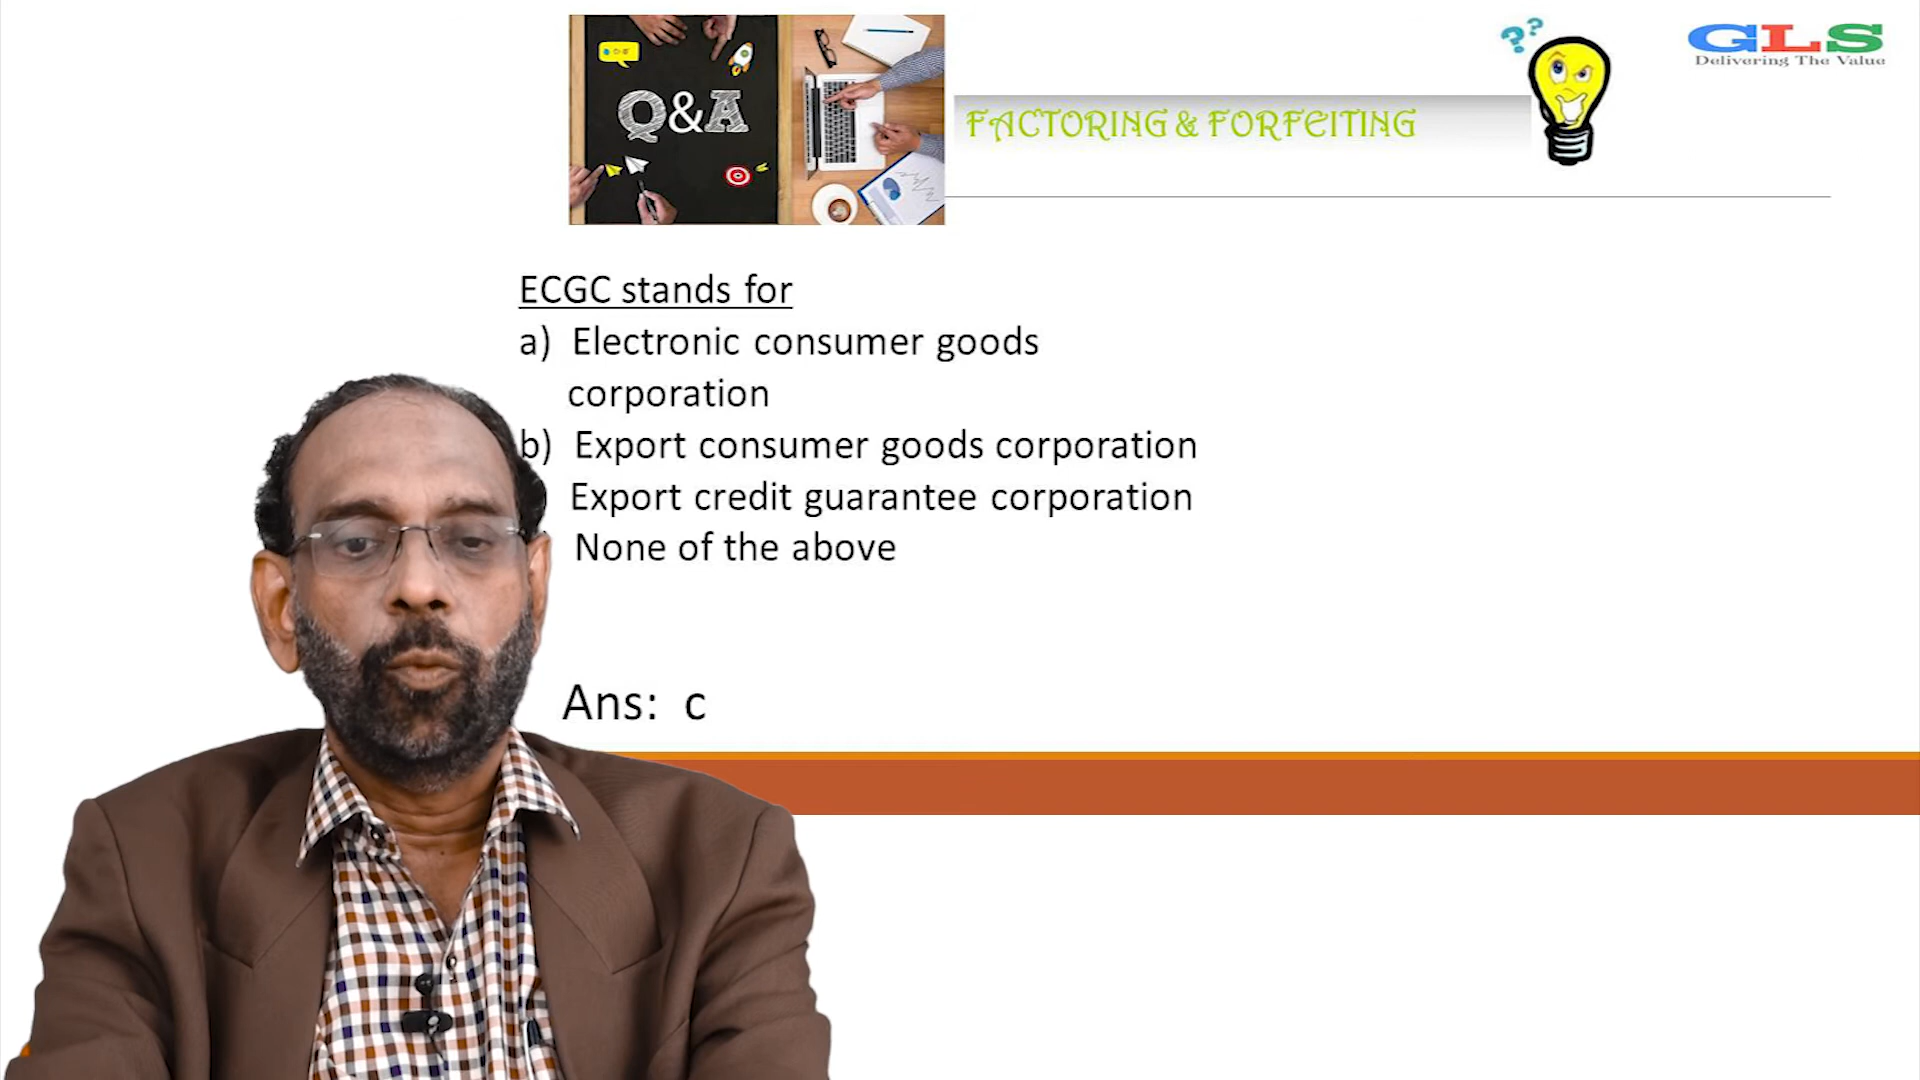 Q&A
GLS
Delivering The Value
FACTORING & FORFEITING
ECGC stands for
a) Electronic consumer goods
corporation
b) Export consumer goods corporation
Export credit guarantee corporation
None of the above
Ans: c